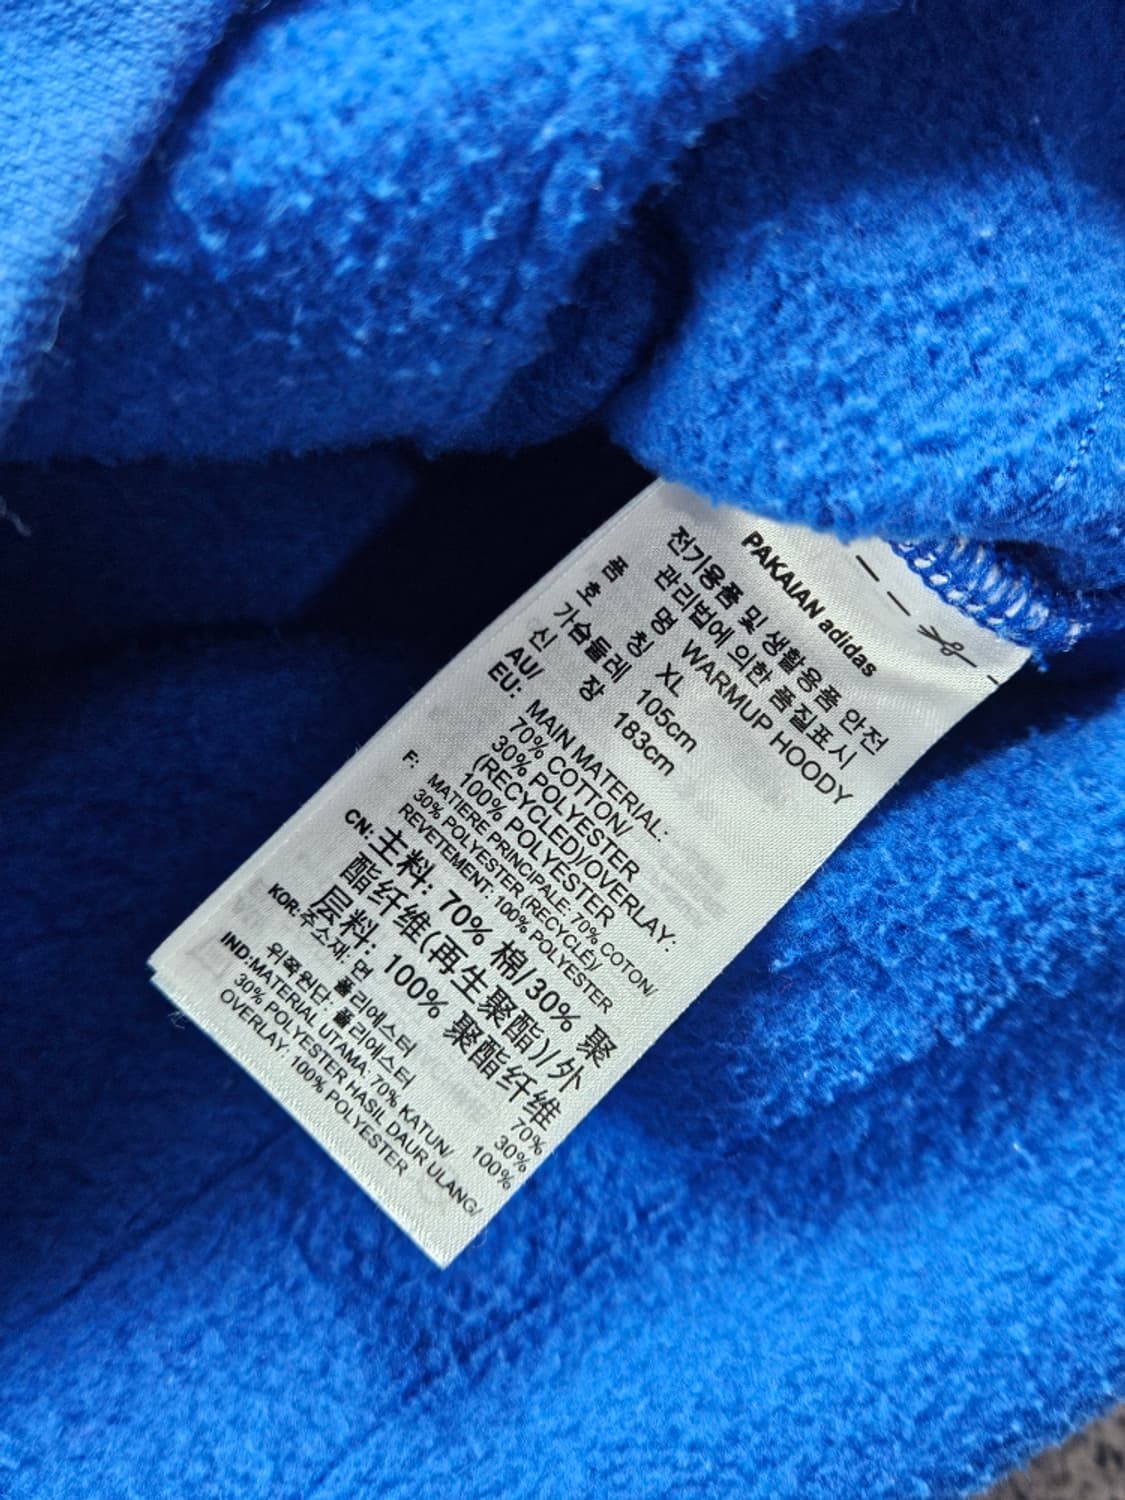 PAKAIAN adidas
전기용품 및 생활용품 안전
관리법에 의한 품질표시
품 명 WARMUP HOODY
호 칭 XL
가슴둘레 105cm
신 장 183cm
AU/
EU: MAIN MATERIAL:
70% COTTON/
30% POLYESTER
(RECYCLED)/OVERLAY:
100% POLYESTER
F: MATIERE PRINCIPALE: 70% COTON/
30% POLYESTER (RECYCLÉ)/
REVETEMENT: 100% POLYESTER
CN: 主料: 70% 棉/30% 聚
酯纤维(再生聚酯)/外
层料: 100% 聚酯纤维
KOR: 주소재: 면 70%
폴리에스터 30%
위쪽원단: 폴리에스터 100%
IND: MATERIAL UTAMA: 70% KATUN/
30% POLYESTER HASIL DAUR ULANG/
OVERLAY: 100% POLYESTER